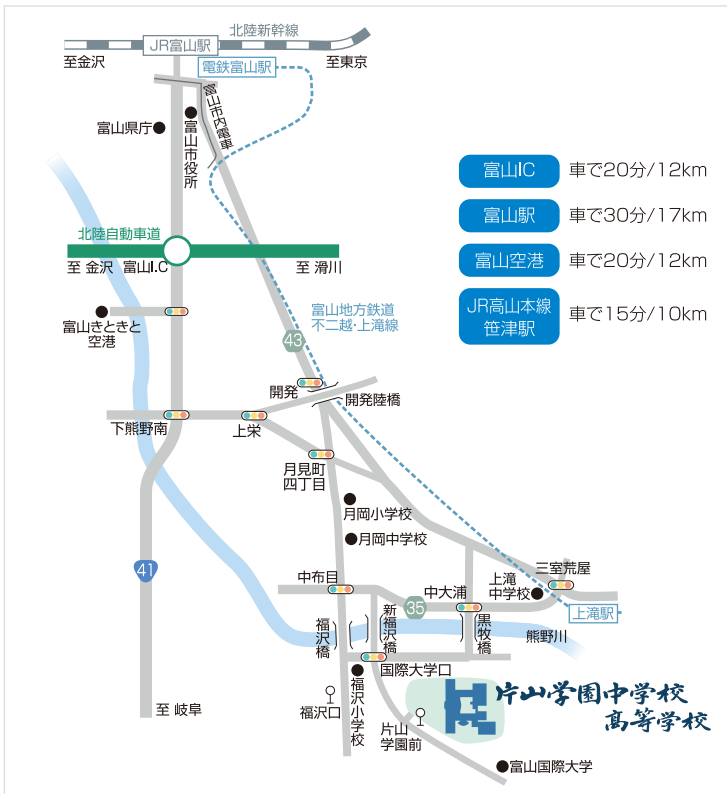 北陸新幹線
JR富山駅
至金沢
電鉄富山駅
至東京
富山市内電車
富山県庁
富山市役所
富山IC
車で20分/12km
富山駅
車で30分/17km
富山空港
車で20分/12km
JR高山本線
笹津駅
車で15分/10km
北陸自動車道
至 金沢
富山I.C
至 滑川
富山きときと
空港
富山地方鉄道
不二越・上滝線
43
開発
開発陸橋
下熊野南
上栄
月見町
四丁目
月岡小学校
月岡中学校
41
中布目
35
中大浦
上滝
中学校
三室荒屋
上滝駅
福沢橋
新福沢橋
黒牧橋
熊野川
国際大学口
至 岐阜
福沢口
福沢小学校
片山
学園前
片山学園中学校
高等学校
富山国際大学